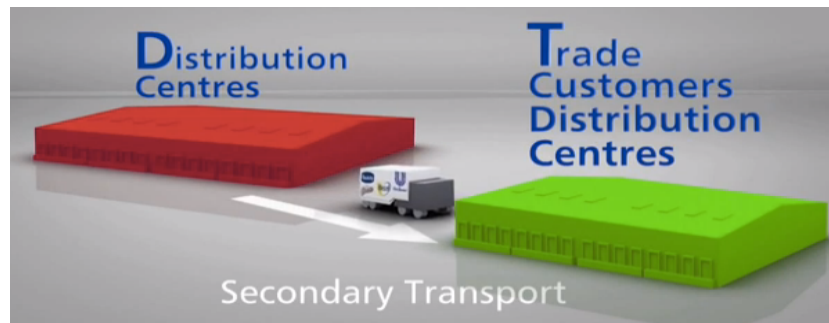 Distribution
Centres
Trade
Customers
Distribution
Centres
Secondary Transport